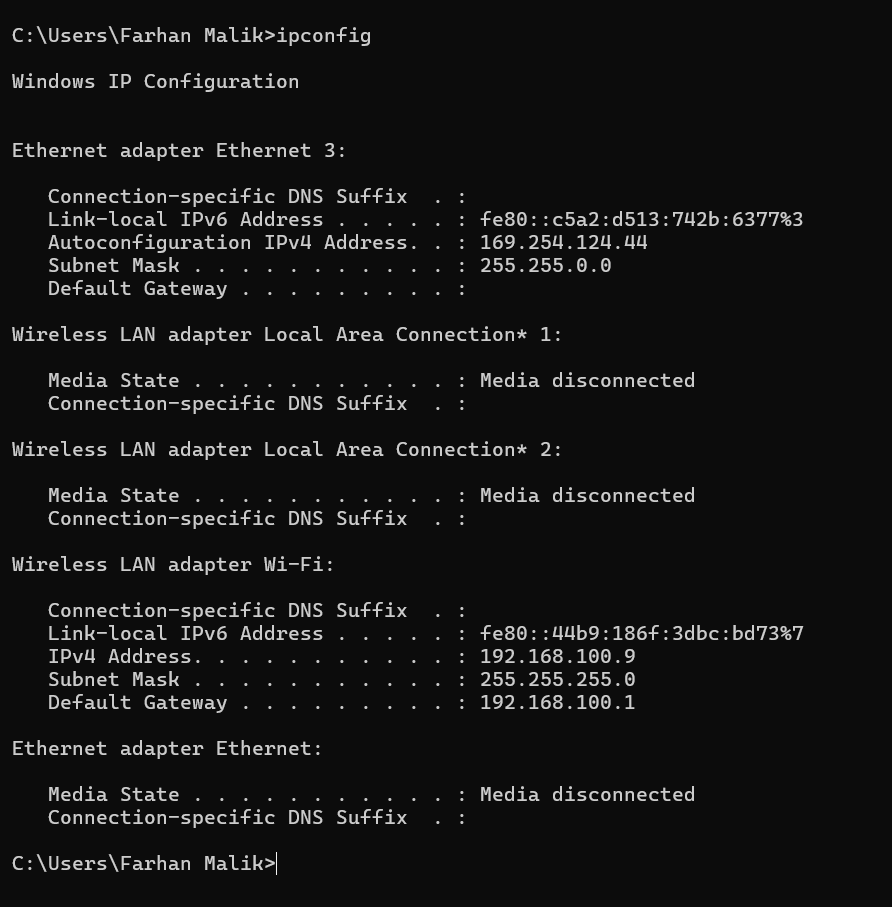 C:\Users\Farhan Malik>ipconfig
Windows IP Configuration
Ethernet adapter Ethernet 3:
   Connection-specific DNS Suffix  . :
   Link-local IPv6 Address . . . . . : fe80::c5a2:d513:742b:6377%3
   Autoconfiguration IPv4 Address. . : 169.254.124.44
   Subnet Mask . . . . . . . . . . . : 255.255.0.0
   Default Gateway . . . . . . . . . :
Wireless LAN adapter Local Area Connection* 1:
   Media State . . . . . . . . . . . : Media disconnected
   Connection-specific DNS Suffix  . :
Wireless LAN adapter Local Area Connection* 2:
   Media State . . . . . . . . . . . : Media disconnected
   Connection-specific DNS Suffix  . :
Wireless LAN adapter Wi-Fi:
   Connection-specific DNS Suffix  . :
   Link-local IPv6 Address . . . . . : fe80::44b9:186f:3dbc:bd73%7
   IPv4 Address. . . . . . . . . . . : 192.168.100.9
   Subnet Mask . . . . . . . . . . . : 255.255.255.0
   Default Gateway . . . . . . . . . : 192.168.100.1
Ethernet adapter Ethernet:
   Media State . . . . . . . . . . . : Media disconnected
   Connection-specific DNS Suffix  . :
C:\Users\Farhan Malik>